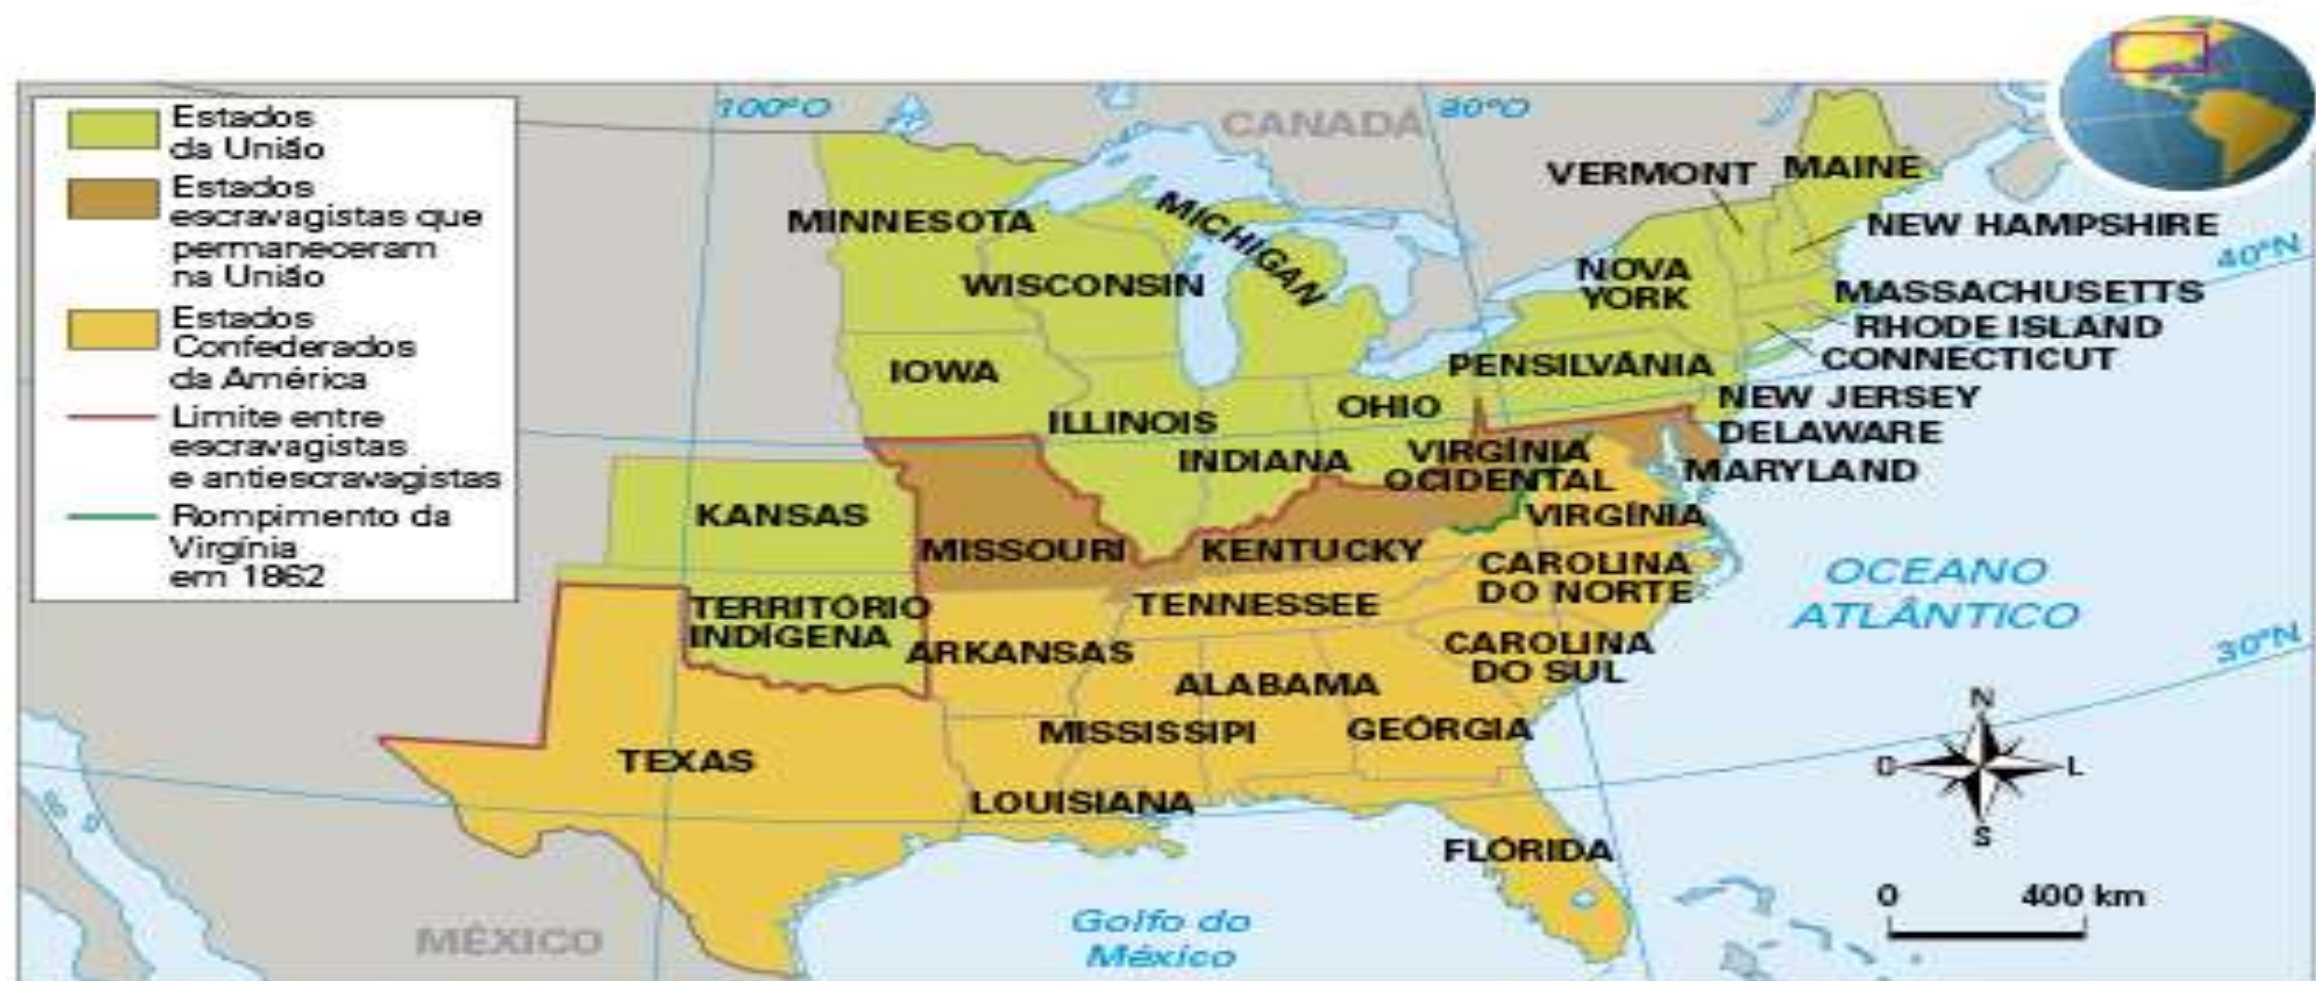 Estados
da União
Estados
escravagistas que
permaneceram
na União
Estados
Confederados
da América
Limite entre
escravagistas
e antiescravagistas
Rompimento da
Virgínia
em 1862
100°O
CANADÁ
80°O
VERMONT
MAINE
MINNESOTA
MICHIGAN
NEW HAMPSHIRE
40°N
WISCONSIN
NOVA
YORK
MASSACHUSETTS
RHODE ISLAND
CONNECTICUT
IOWA
PENSILVÂNIA
NEW JERSEY
ILLINOIS
OHIO
DELAWARE
INDIANA
VIRGÍNIA
OCIDENTAL
MARYLAND
KANSAS
VIRGÍNIA
MISSOURI
KENTUCKY
CAROLINA
DO NORTE
OCEANO
ATLÂNTICO
TERRITÓRIO
INDÍGENA
TENNESSEE
ARKANSAS
CAROLINA
DO SUL
30°N
ALABAMA
MISSISSIPI
GEÓRGIA
TEXAS
LOUISIANA
FLÓRIDA
N
O
L
S
0 400 km
MÉXICO
Golfo do
México